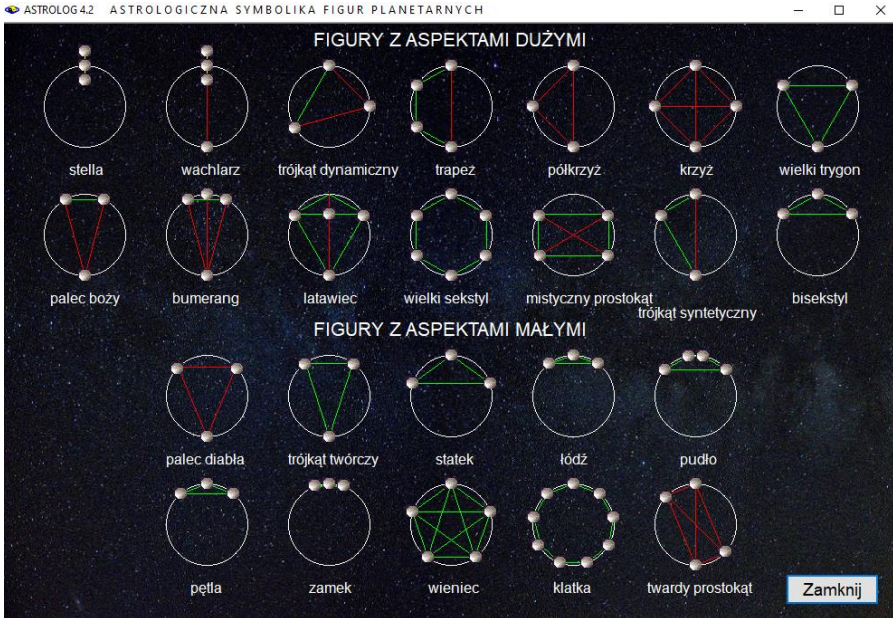 ASTROLOG 4.2 ASTROLOGICZNA SYMBOLIKA FIGUR PLANETARNYCH
FIGURY Z ASPEKTAMI DUŻYMI
stella wachlarz trójkąt dynamiczny trapez półkrzyż krzyż wielki trygon
palec boży bumerang latawiec wielki sekstyl mistyczny prostokąt trójkąt syntetyczny bisekstyl
FIGURY Z ASPEKTAMI MAŁYMI
palec diabła trójkąt twórczy statek łódź pudło
pętla zamek wieniec klatka twardy prostokąt
Zamknij